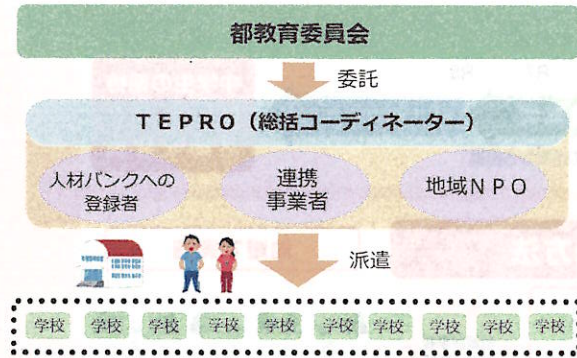 都教育委員会
委託
TEPRO（総括コーディネーター）
人材バンクへの
登録者
連携
事業者
地域NPO
派遣
学校 学校 学校 学校 学校 学校 学校 学校 学校 学校